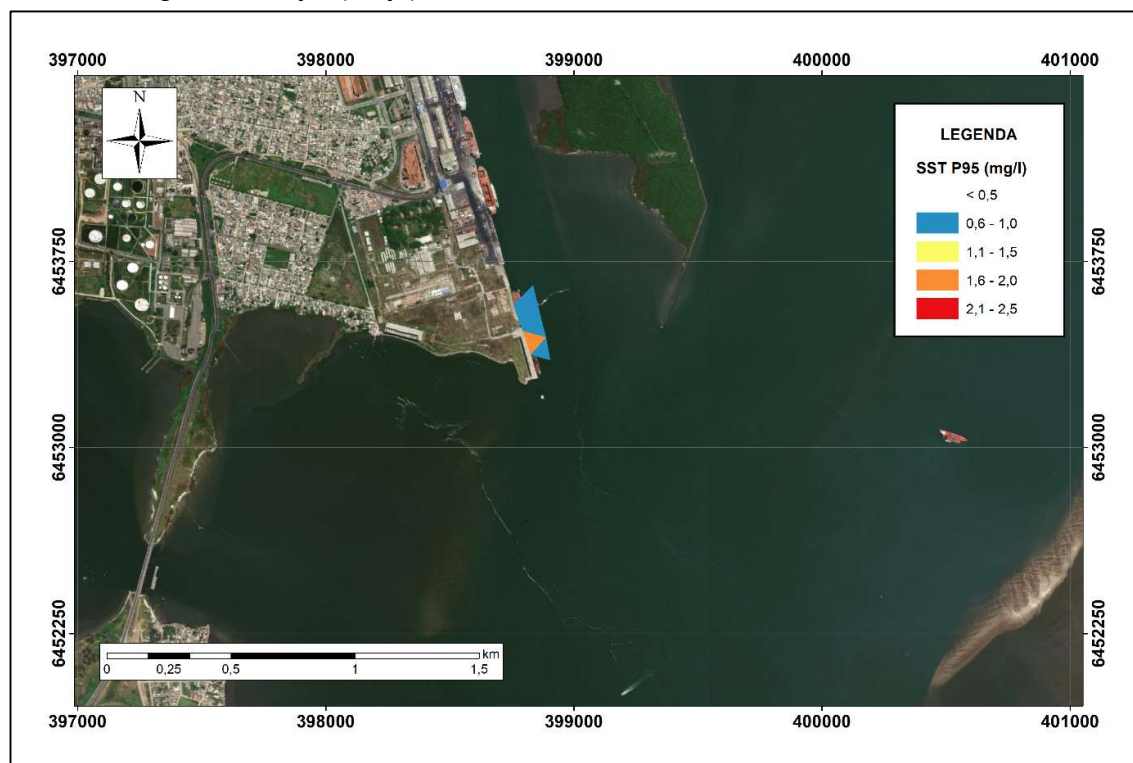 397000 398000 399000 400000 401000
N
LEGENDA
SST P95 (mg/l)
< 0,5
0,6 - 1,0
1,1 - 1,5
1,6 - 2,0
2,1 - 2,5
6453750 6453750
6453000 6453000
6452250 6452250
km
0 0,25 0,5 1 1,5
397000 398000 399000 400000 401000